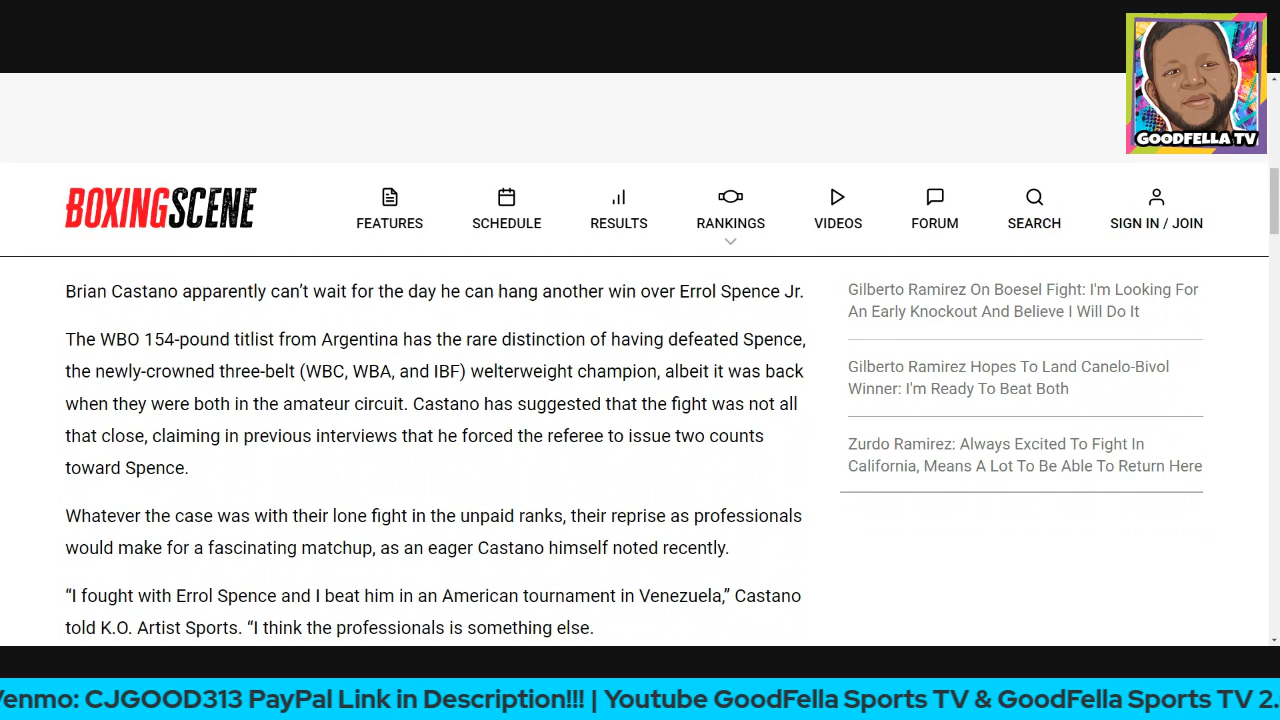 GOODFELLA TV
BOXINGSCENE
FEATURES
SCHEDULE
RESULTS
RANKINGS
VIDEOS
FORUM
SEARCH
SIGN IN / JOIN
Brian Castano apparently can’t wait for the day he can hang another win over Errol Spence Jr.
The WBO 154-pound titlist from Argentina has the rare distinction of having defeated Spence,
the newly-crowned three-belt (WBC, WBA, and IBF) welterweight champion, albeit it was back
when they were both in the amateur circuit. Castano has suggested that the fight was not all
that close, claiming in previous interviews that he forced the referee to issue two counts
toward Spence.
Whatever the case was with their lone fight in the unpaid ranks, their reprise as professionals
would make for a fascinating matchup, as an eager Castano himself noted recently.
“I fought with Errol Spence and I beat him in an American tournament in Venezuela,” Castano
told K.O. Artist Sports. “I think the professionals is something else.
Gilberto Ramirez On Boesel Fight: I'm Looking For
An Early Knockout And Believe I Will Do It
Gilberto Ramirez Hopes To Land Canelo-Bivol
Winner: I'm Ready To Beat Both
Zurdo Ramirez: Always Excited To Fight In
California, Means A Lot To Be Able To Return Here
Venmo: CJGOOD313 PayPal Link in Description!!! | Youtube GoodFella Sports TV & GoodFella Sports TV 2.